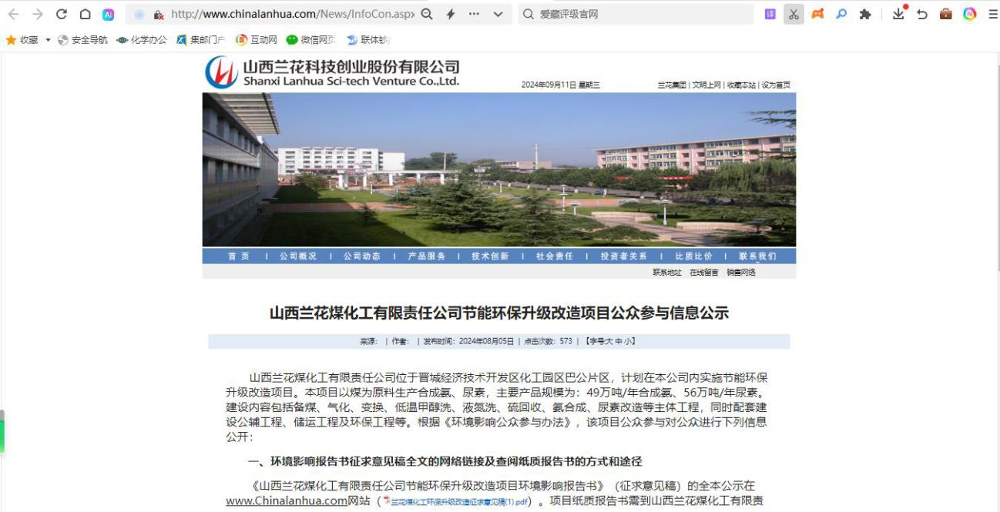 http://www.chinalanhua.com/News/InfoCon.aspx
爱藏评级官网
收藏 安全导航 化学办公 集邮门户 互动网 微信网页 联体钞
山西兰花科技创业股份有限公司
Shanxi Lanhua Sci-tech Venture Co.,Ltd.
2024年09月11日 星期三
兰花集团 | 文明上网 | 收藏本站 | 设为首页
首 页 | 公司概况 | 公司动态 | 产品服务 | 技术创新 | 社会责任 | 投资者关系 | 比质比价 | 联系我们
联系地址 在线留言 销售网络
山西兰花煤化工有限责任公司节能环保升级改造项目公众参与信息公示
来源: | 作者: | 发布时间: 2024年08月05日 | 点击次数: 573 | 【字号:大 中 小】
山西兰花煤化工有限责任公司位于晋城经济技术开发区化工园区巴公片区，计划在本公司内实施节能环保
升级改造项目。本项目以煤为原料生产合成氨、尿素，主要产品规模为：49万吨/年合成氨、56万吨/年尿素。
建设内容包括备煤、气化、变换、低温甲醇洗、液氮洗、硫回收、氨合成、尿素改造等主体工程，同时配套建
设公辅工程、储运工程及环保工程等。根据《环境影响公众参与办法》，该项目公众参与对公众进行下列信息
公开：
一、环境影响报告书征求意见稿全文的网络链接及查阅纸质报告书的方式和途径
《山西兰花煤化工有限责任公司节能环保升级改造项目环境影响报告书》（征求意见稿）的全本公示在
www.Chinalanhua.com网站（兰花煤化工环保升级改造征求意见稿(1).pdf）。项目纸质报告书需到山西兰花煤化工有限责